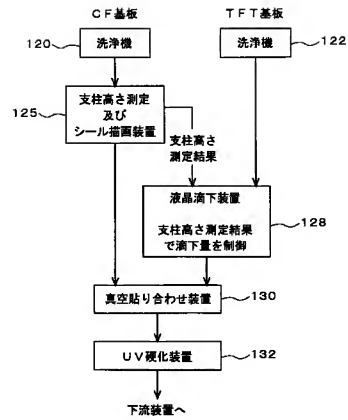 CF基板
TFT基板
120
洗浄機
洗浄機
122
125
支柱高さ測定
及び
シール描画装置
支柱高さ
測定結果
液晶滴下装置
支柱高さ測定結果
で滴下量を制御
128
真空貼り合わせ装置
130
UV硬化装置
132
下流装置へ